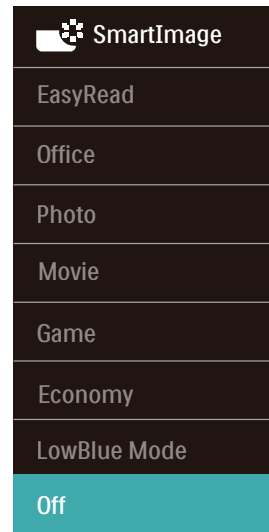 SmartImage
EasyRead
Office
Photo
Movie
Game
Economy
LowBlue Mode
Off